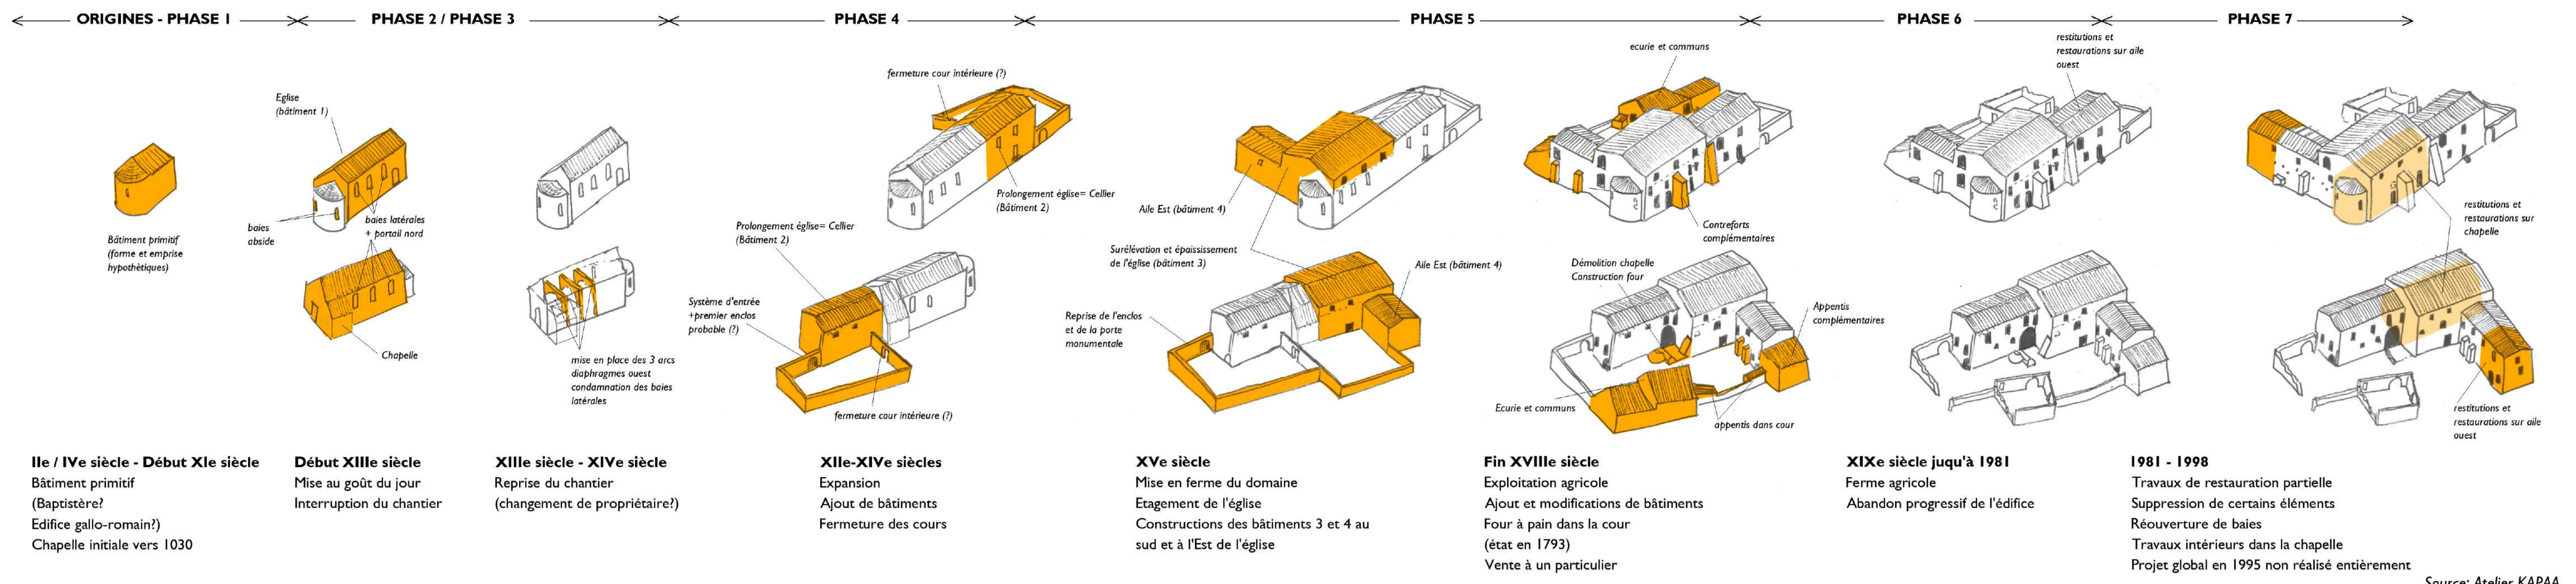 ORIGINES - PHASE 1
PHASE 2 / PHASE 3
PHASE 4
PHASE 5
PHASE 6
PHASE 7
Bâtiment primitif
(forme et emprise
hypothètiques)
Eglise
(bâtiment 1)
baies
abside
baies latérales
+ portail nord
Chapelle
mise en place des 3 arcs
diaphragmes ouest
condamnation des baies
latérales
fermeture cour intérieure (?)
Prolongement église= Cellier
(Bâtiment 2)
Prolongement église= Cellier
(Bâtiment 2)
Système d'entrée
+premier enclos
probable (?)
fermeture cour intérieure (?)
Aile Est (bâtiment 4)
Surélévation et épaississement
de l'église (bâtiment 3)
Aile Est (bâtiment 4)
Reprise de l'enclos
et de la porte
monumentale
ecurie et communs
Contreforts
complémentaires
Démolition chapelle
Construction four
Appentis
complémentaires
Ecurie et communs
appentis dans cour
restitutions et
restaurations sur aile
ouest
restitutions et
restaurations sur
chapelle
restitutions et
restaurations sur aile
ouest
IIe / IVe siècle - Début XIe siècle
Bâtiment primitif
(Baptistère?
Edifice gallo-romain?)
Chapelle initiale vers 1030
Début XIIIe siècle
Mise au goût du jour
Interruption du chantier
XIIIe siècle - XIVe siècle
Reprise du chantier
(changement de propriétaire?)
XIIe-XIVe siècles
Expansion
Ajout de bâtiments
Fermeture des cours
XVe siècle
Mise en ferme du domaine
Etagement de l'église
Constructions des bâtiments 3 et 4 au
sud et à l'Est de l'église
Fin XVIIIe siècle
Exploitation agricole
Ajout et modifications de bâtiments
Four à pain dans la cour
(état en 1793)
Vente à un particulier
XIXe siècle juqu'à 1981
Ferme agricole
Abandon progressif de l'édifice
1981 - 1998
Travaux de restauration partielle
Suppression de certains éléments
Réouverture de baies
Travaux intérieurs dans la chapelle
Projet global en 1995 non réalisé entièrement
Source: Atelier KAPAA